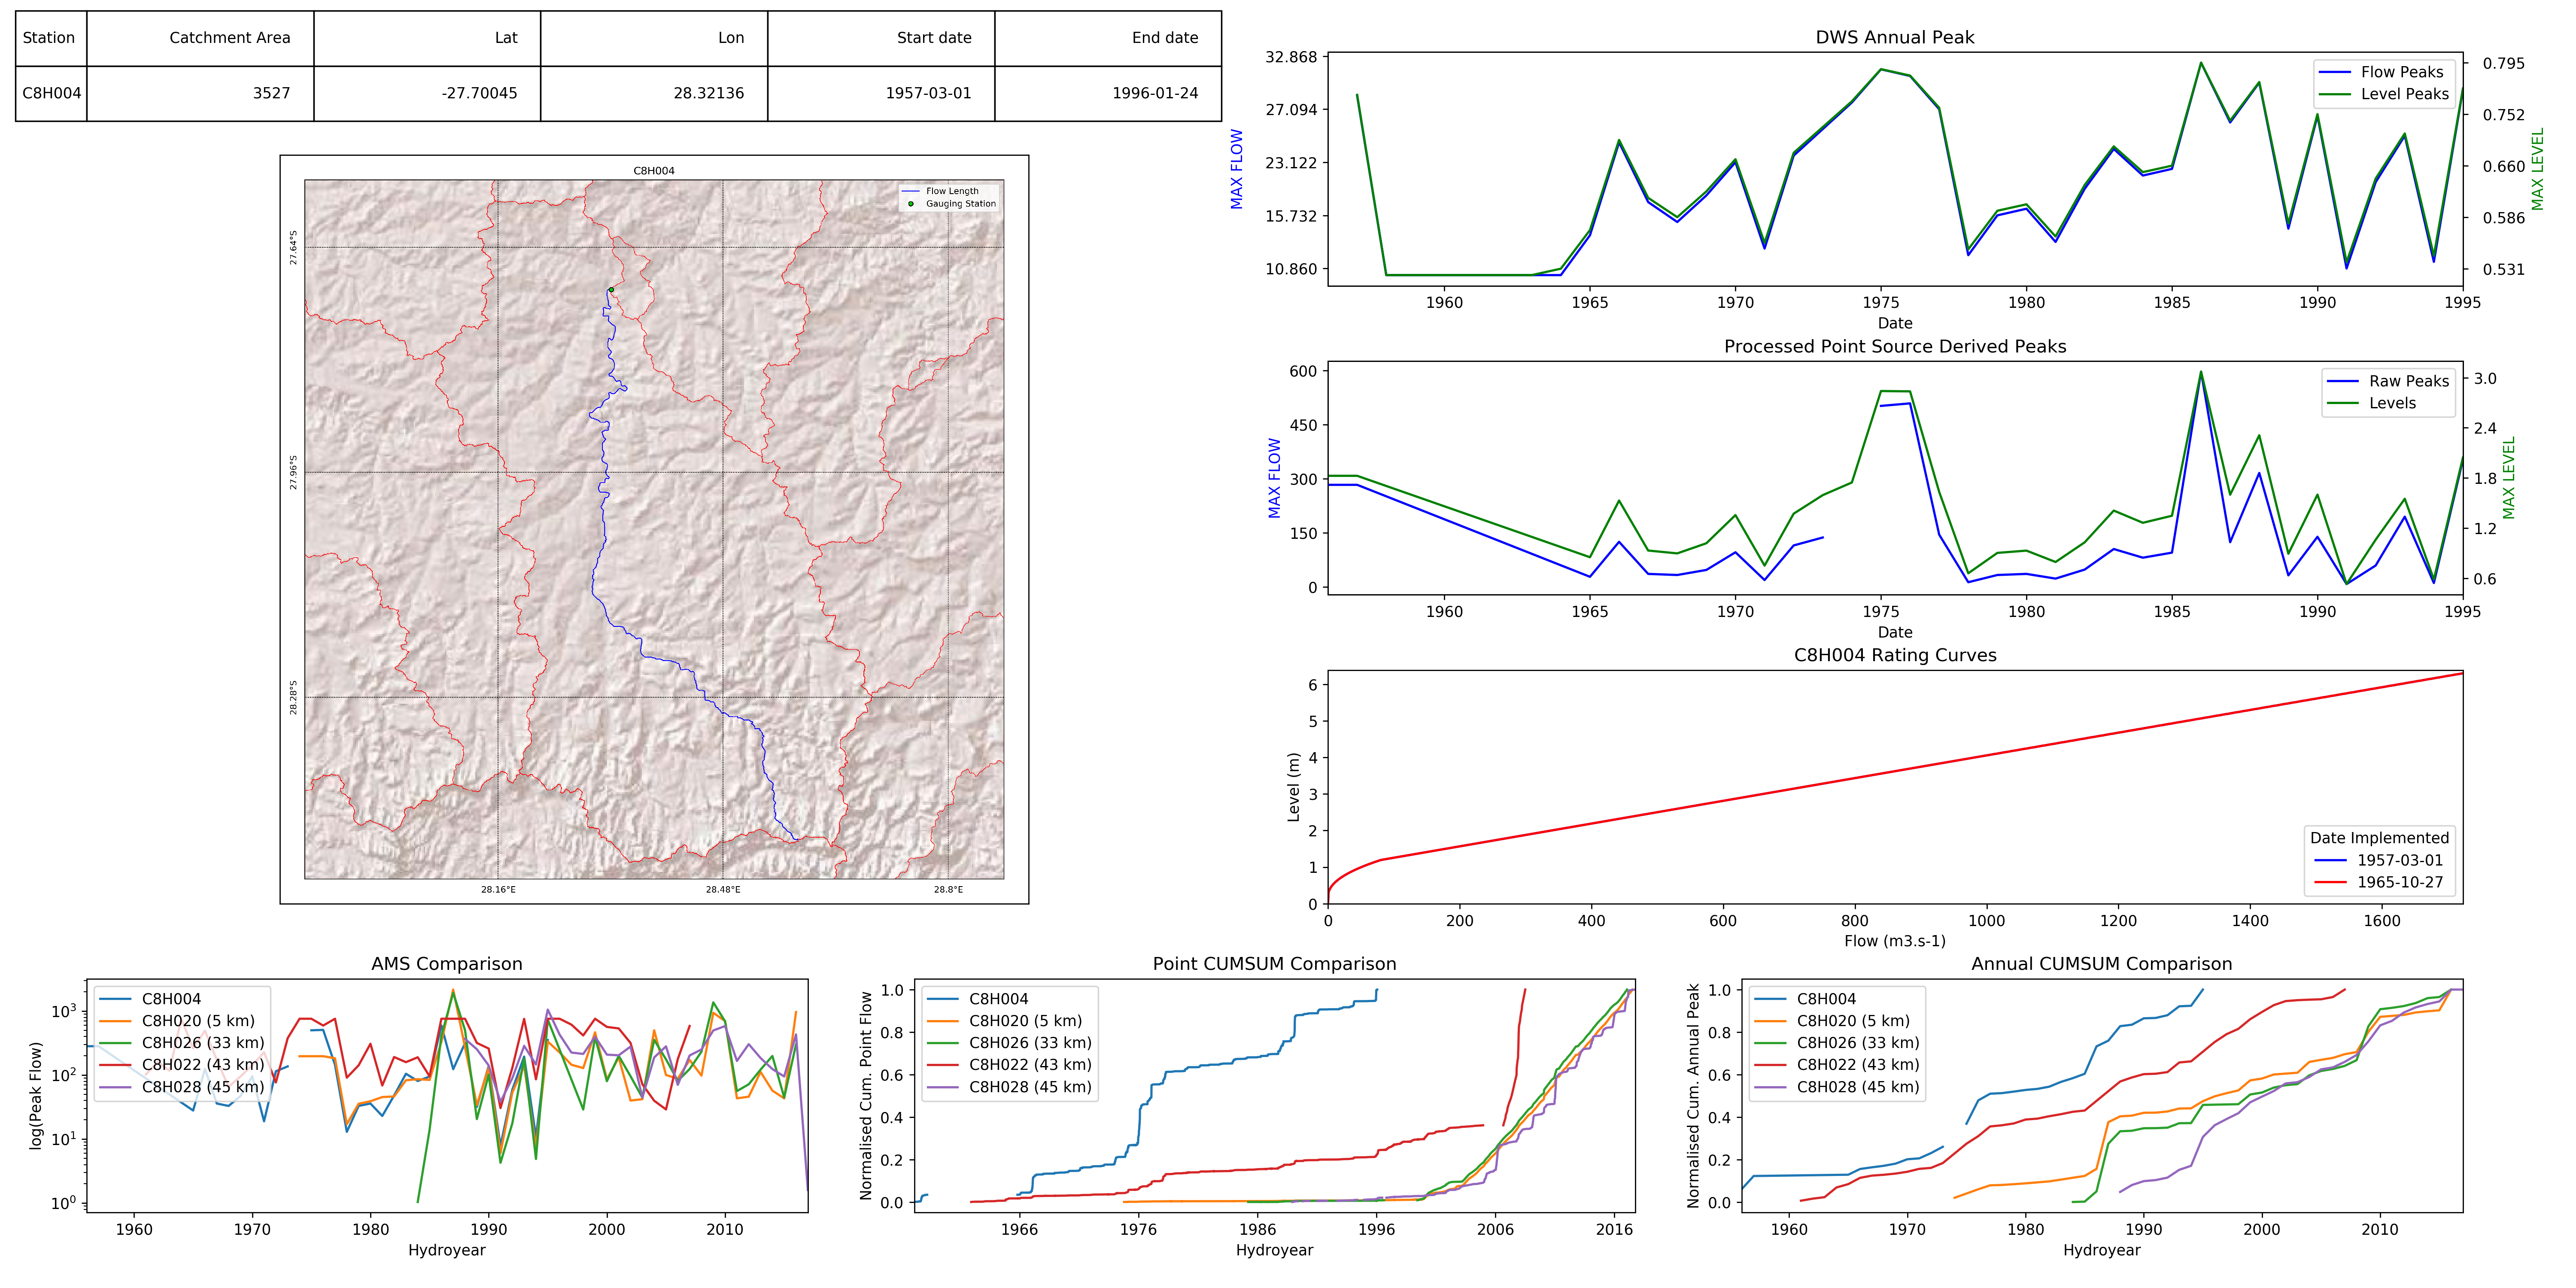 Station Catchment Area Lat Lon Start date End date
C8H004 3527 -27.70045 28.32136 1957-03-01 1996-01-24
C8H004
Flow Length
Gauging Station
27.64°S
27.96°S
28.28°S
28.16°E 28.48°E 28.8°E
DWS Annual Peak
MAX FLOW
32.868
27.094
23.122
15.732
10.860
Flow Peaks
Level Peaks
0.795
0.752
0.660
0.586
0.531
MAX LEVEL
1960 1965 1970 1975 1980 1985 1990 1995
Date
Processed Point Source Derived Peaks
MAX FLOW
600
450
300
150
0
Raw Peaks
Levels
3.0
2.4
1.8
1.2
0.6
MAX LEVEL
1960 1965 1970 1975 1980 1985 1990 1995
Date
C8H004 Rating Curves
Level (m)
6
5
4
3
2
1
0
Date Implemented
1957-03-01
1965-10-27
0 200 400 600 800 1000 1200 1400 1600
Flow (m3.s-1)
AMS Comparison
log(Peak Flow)
10³
10²
10¹
10⁰
C8H004
C8H020 (5 km)
C8H026 (33 km)
C8H022 (43 km)
C8H028 (45 km)
1960 1970 1980 1990 2000 2010
Hydroyear
Point CUMSUM Comparison
Normalised Cum. Point Flow
1.0
0.8
0.6
0.4
0.2
0.0
C8H004
C8H020 (5 km)
C8H026 (33 km)
C8H022 (43 km)
C8H028 (45 km)
1966 1976 1986 1996 2006 2016
Hydroyear
Annual CUMSUM Comparison
Normalised Cum. Annual Peak
1.0
0.8
0.6
0.4
0.2
0.0
C8H004
C8H020 (5 km)
C8H026 (33 km)
C8H022 (43 km)
C8H028 (45 km)
1960 1970 1980 1990 2000 2010
Hydroyear